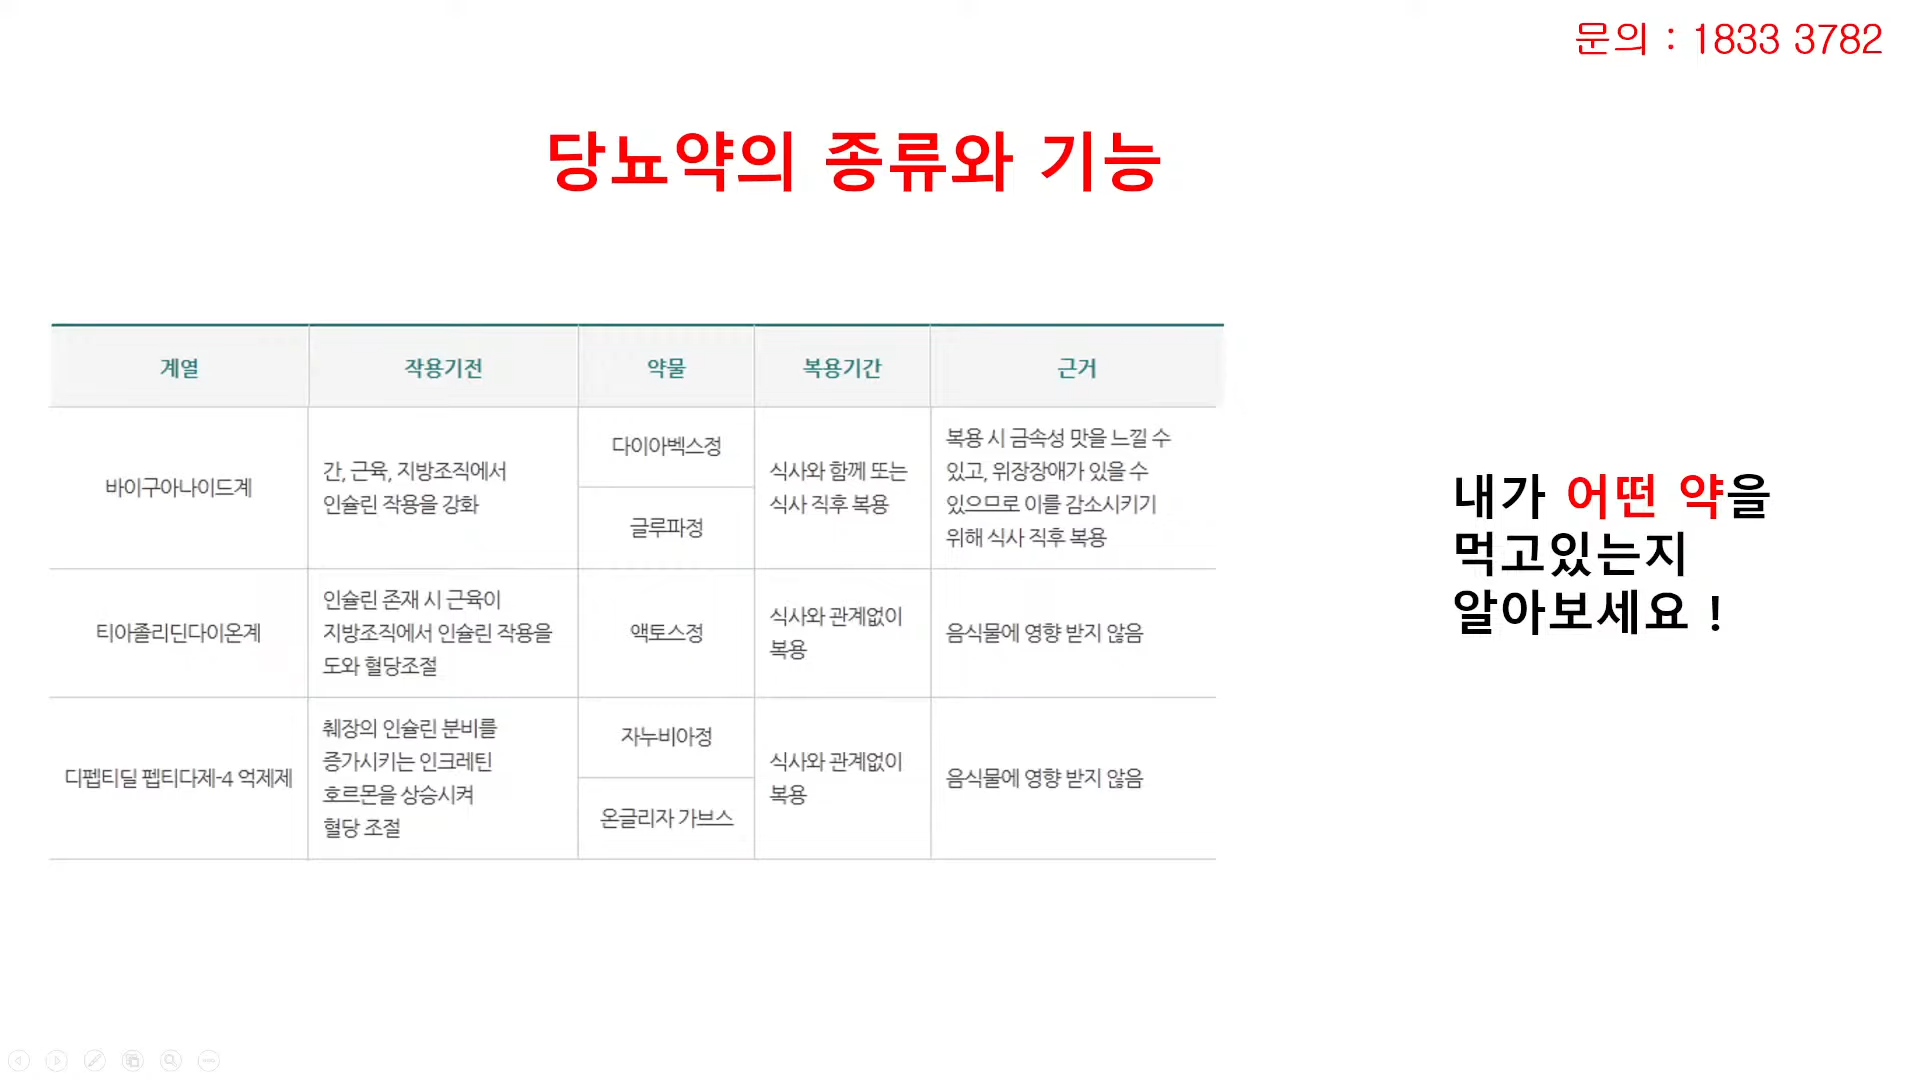 문의 : 1833 3782
당뇨약의 종류와 기능
계열 작용기전 약물 복용기간 근거
바이구아나이드계
간, 근육, 지방조직에서
인슐린 작용을 강화
다이아벡스정
글루파정
식사와 함께 또는
식사 직후 복용
복용 시 금속성 맛을 느낄 수
있고, 위장장애가 있을 수
있으므로 이를 감소시키기
위해 식사 직후 복용
티아졸리딘다이온계
인슐린 존재 시 근육이
지방조직에서 인슐린 작용을
도와 혈당조절
액토스정
식사와 관계없이
복용
음식물에 영향 받지 않음
디펩티딜 펩티다제-4 억제제
췌장의 인슐린 분비를
증가시키는 인크레틴
호르몬을 상승시켜
혈당 조절
자누비아정
온글리자 가브스
식사와 관계없이
복용
음식물에 영향 받지 않음
내가 어떤 약을
먹고있는지
알아보세요 !